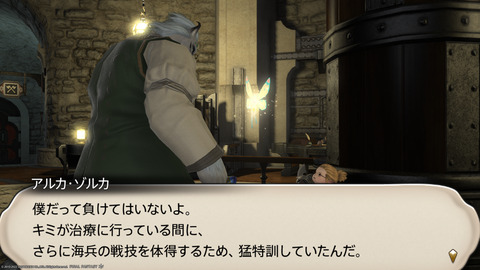 アルカ・ゾルカ
僕だって負けてはいないよ。
キミが治療に行っている間に、
さらに海兵の戦技を体得するため、猛特訓していたんだ。